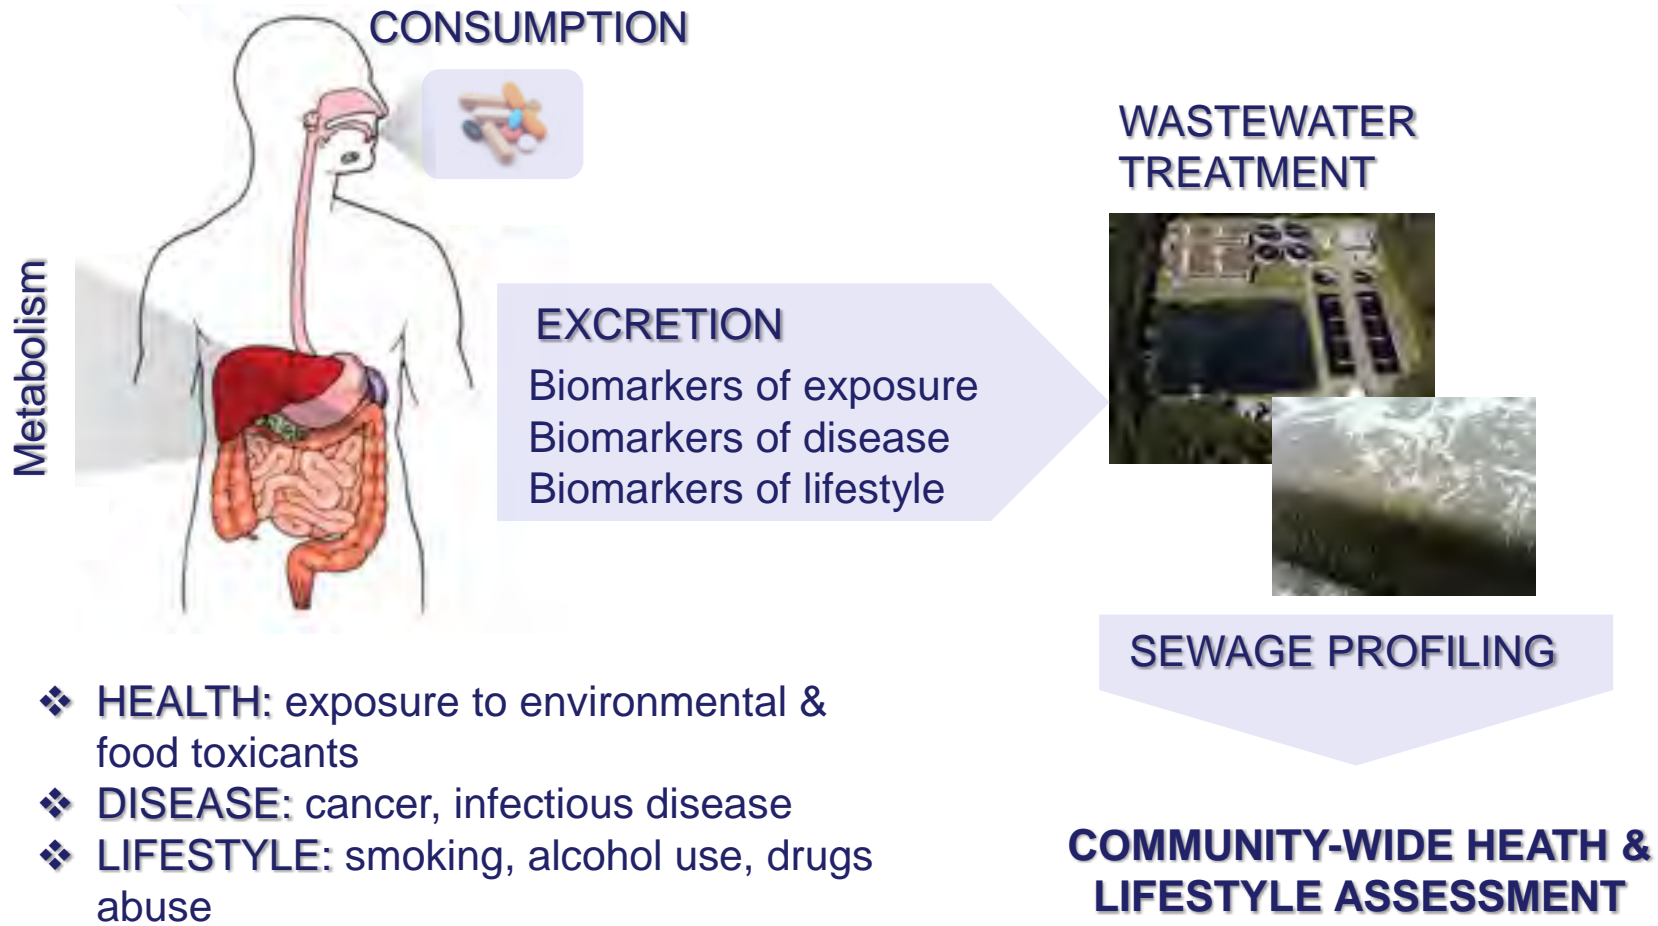 CONSUMPTION
WASTEWATER
TREATMENT
Metabolism
EXCRETION
Biomarkers of exposure
Biomarkers of disease
Biomarkers of lifestyle
SEWAGE PROFILING
❖ HEALTH: exposure to environmental &
food toxicants
❖ DISEASE: cancer, infectious disease
❖ LIFESTYLE: smoking, alcohol use, drugs
abuse
COMMUNITY-WIDE HEATH &
LIFESTYLE ASSESSMENT